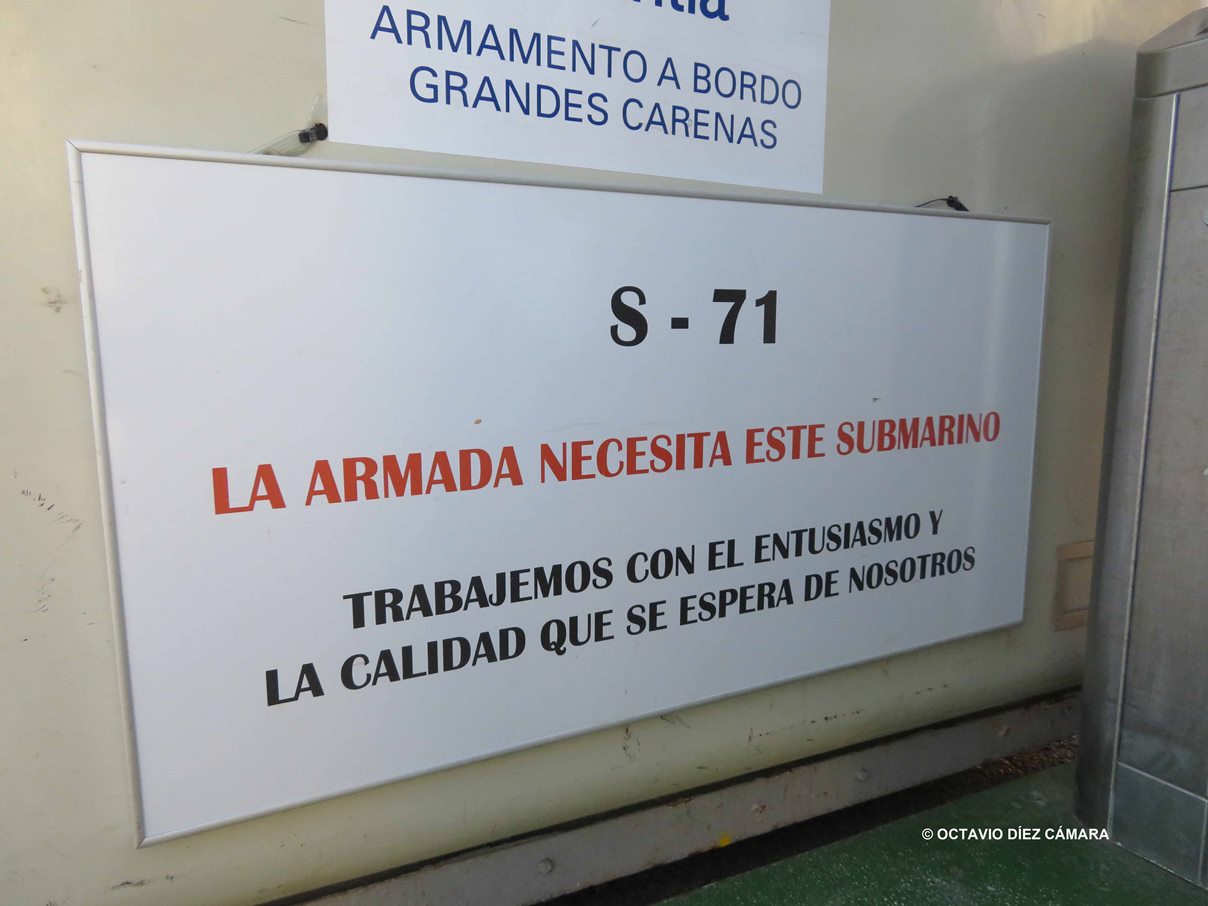 ARMAMENTO A BORDO
GRANDES CARENAS
S - 71
LA ARMADA NECESITA ESTE SUBMARINO
TRABAJEMOS CON EL ENTUSIASMO Y
LA CALIDAD QUE SE ESPERA DE NOSOTROS
© OCTAVIO DÍEZ CÁMARA